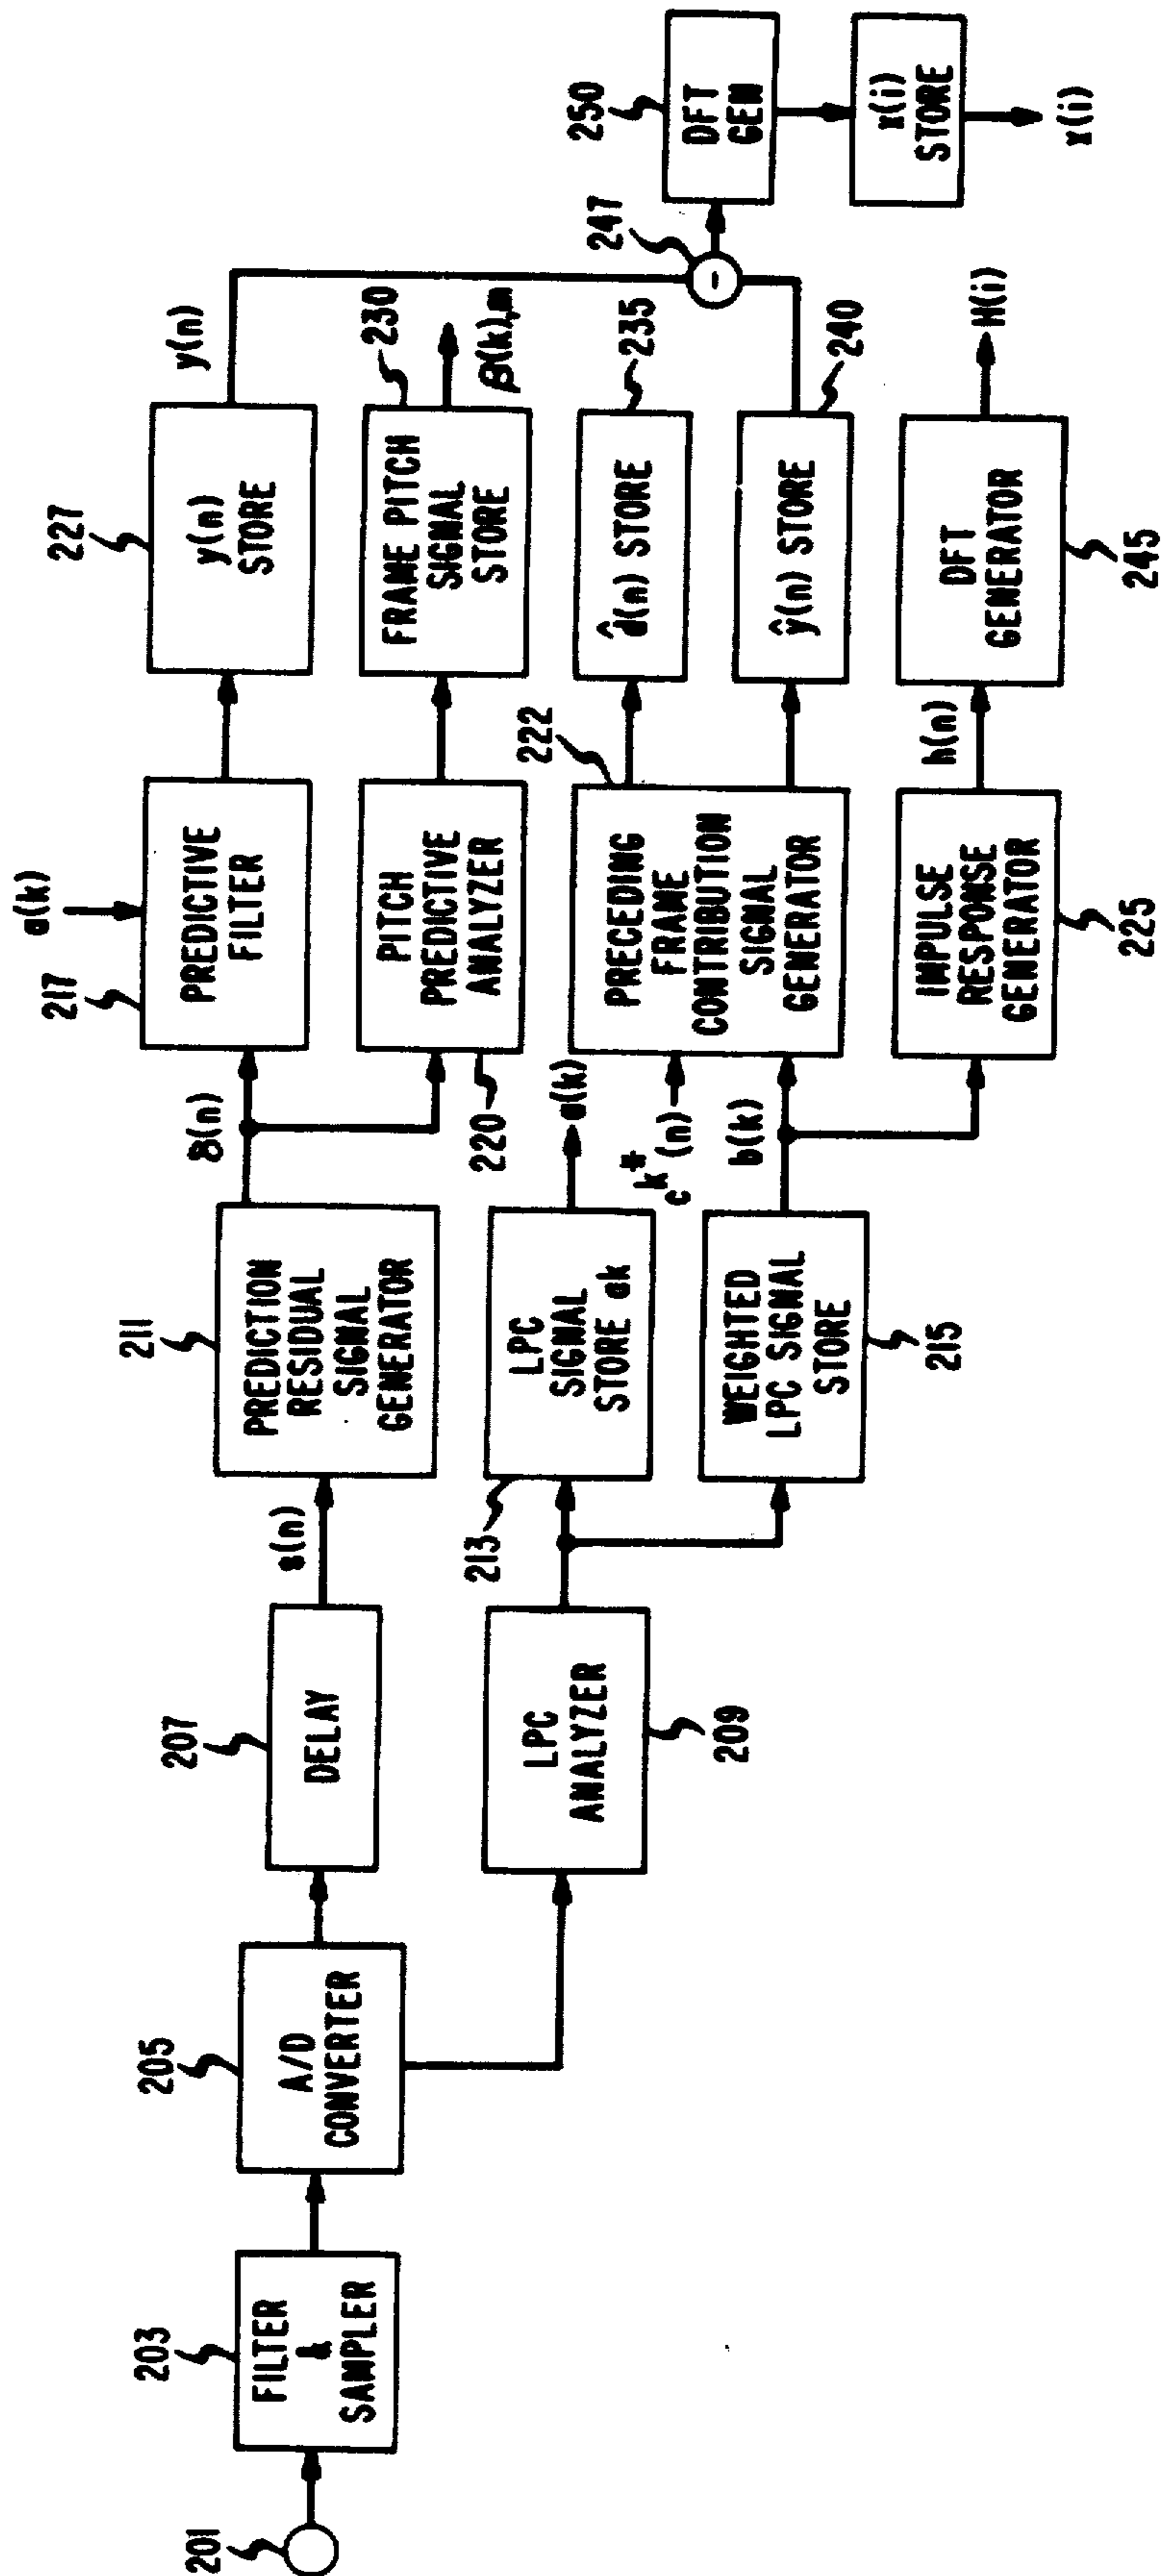 201
203
FILTER
&
SAMPLER
205
A/D
CONVERTER
207
DELAY
209
LPC
ANALYZER
s(n)
211
PREDICTION
RESIDUAL
SIGNAL
GENERATOR
213
LPC
SIGNAL
STORE ak
WEIGHTED
LPC SIGNAL
STORE
215
a(k)
217
PREDICTIVE
FILTER
δ(n)
PITCH
PREDICTIVE
ANALYZER
220
a(k)
c^k*(n)
b(k)
222
PRECEDING
FRAME
CONTRIBUTION
SIGNAL
GENERATOR
IMPULSE
RESPONSE
GENERATOR
225
h(n)
227
y(n)
STORE
y(n)
FRAME PITCH
SIGNAL
STORE
230
β(k),m
d̂(n) STORE
235
ŷ(n) STORE
240
DFT
GENERATOR
245
H(i)
247
-
250
DFT
GEN
x(i)
STORE
x(i)